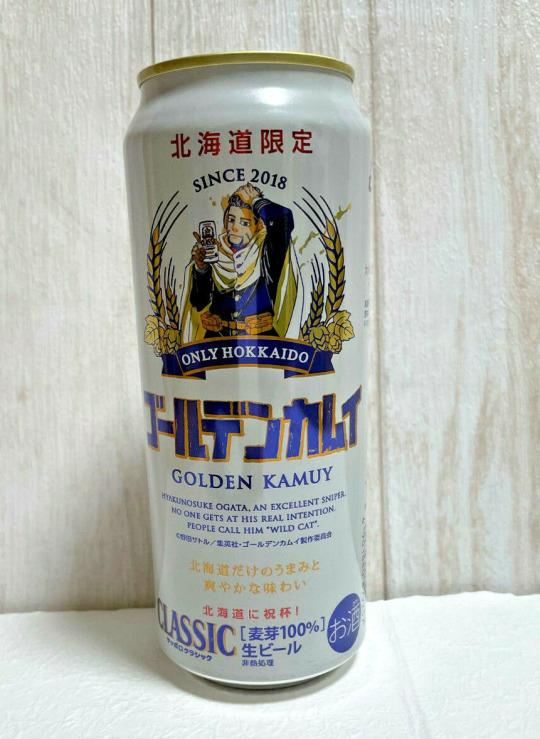 北海道限定
SINCE 2018
ONLY HOKKAIDO
ゴールデンカムイ
GOLDEN KAMUY
HYAKUNOSUKE OGATA, AN EXCELLENT SNIPER.
NO ONE GETS AT HIS REAL INTENTION.
PEOPLE CALL HIM "WILD CAT".
©野田サトル／集英社・ゴールデンカムイ製作委員会
北海道だけのうまみと
爽やかな味わい
北海道に祝杯！
CLASSIC
サッポロクラシック
[麦芽100%]
生ビール
非熱処理
お酒